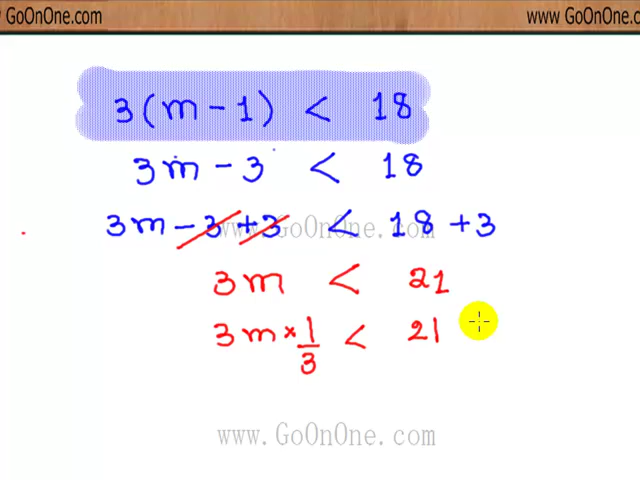 www.GoOnOne.com www.GoOnOne.com
3(m - 1) < 18
3m - 3 < 18
3m - 3 + 3 < 18 + 3
www.GoOnOne.com
3m < 21
3m × 1/3 < 21
www.GoOnOne.com